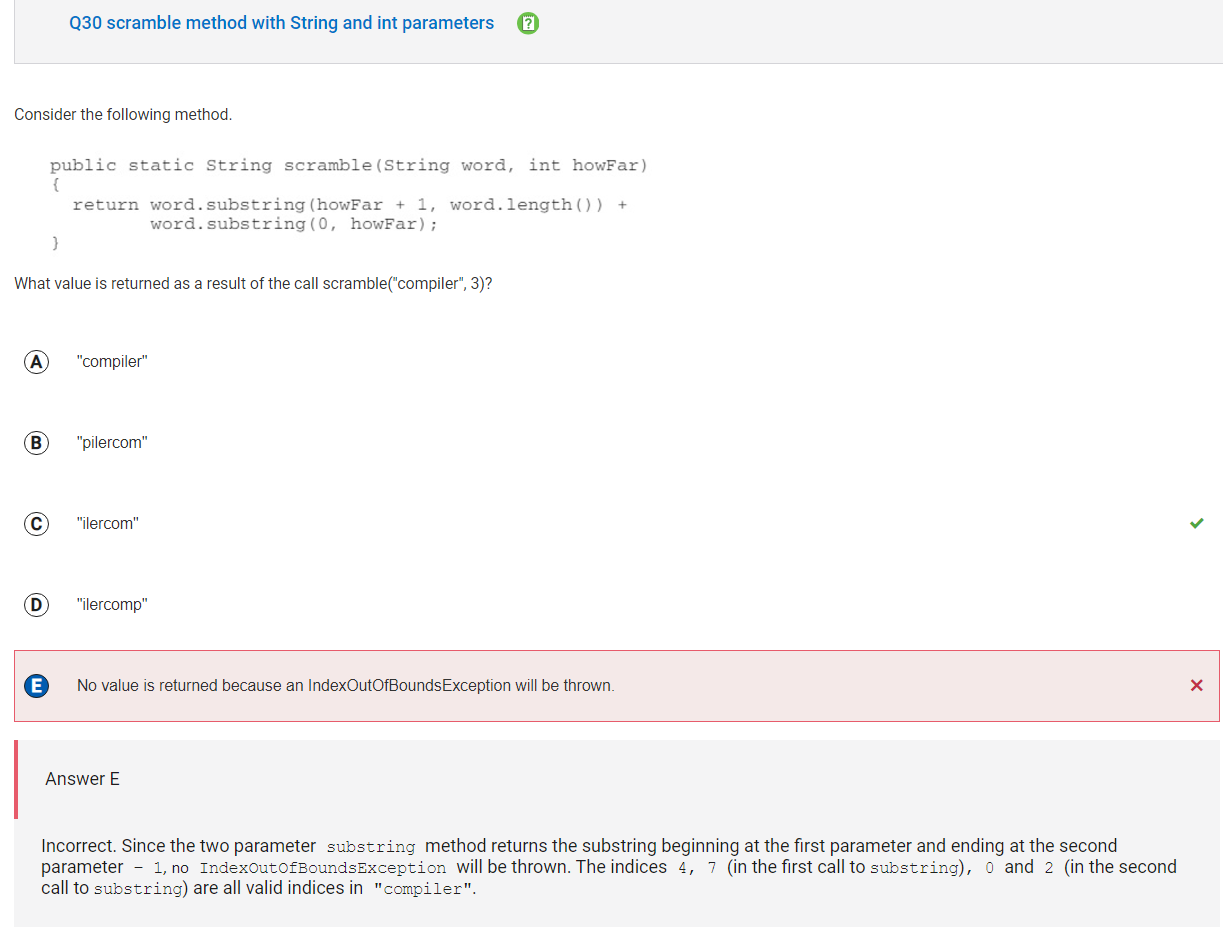 Q30 scramble method with String and int parameters
Consider the following method.
public static String scramble(String word, int howFar)
{
return word.substring(howFar + 1, word.length()) +
word.substring(0, howFar);
}
What value is returned as a result of the call scramble("compiler", 3)?
A "compiler"
B "pilercom"
C "ilercom"
D "ilercomp"
E No value is returned because an IndexOutOfBoundsException will be thrown.
Answer E
Incorrect. Since the two parameter substring method returns the substring beginning at the first parameter and ending at the second
parameter - 1, no IndexOutOfBoundsException will be thrown. The indices 4, 7 (in the first call to substring), 0 and 2 (in the second
call to substring) are all valid indices in "compiler".